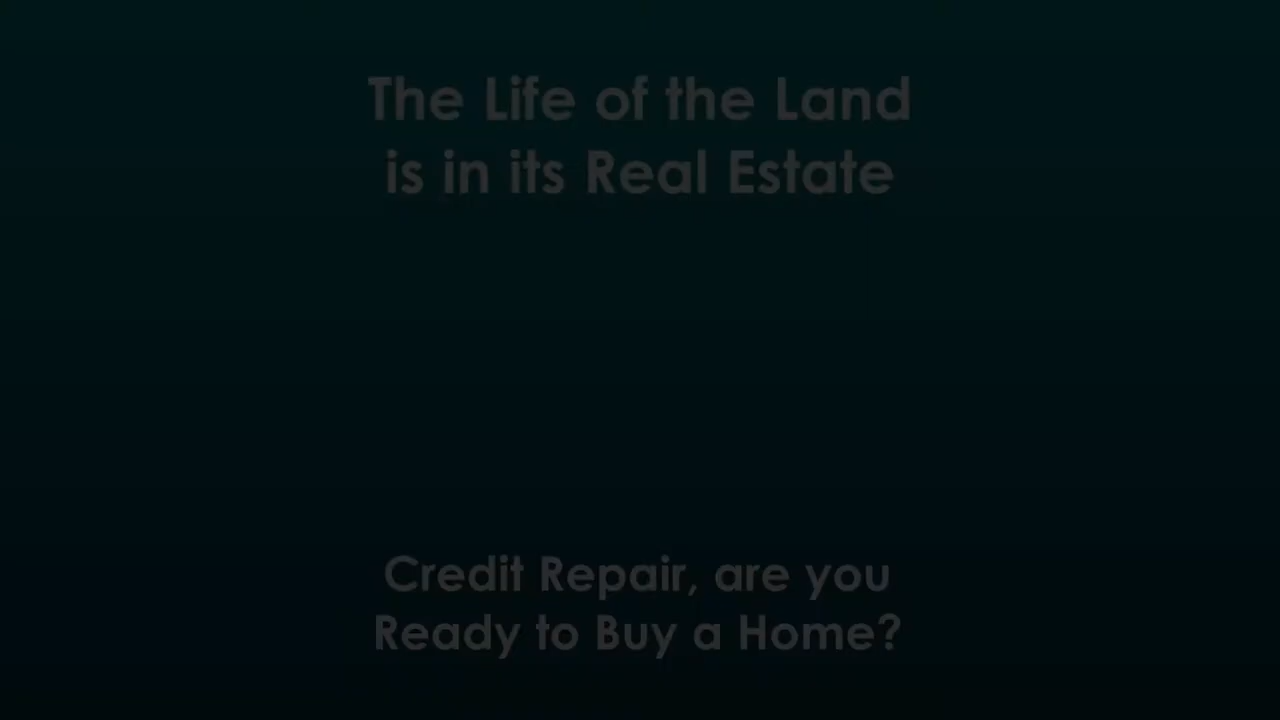 The Life of the Land
is in its Real Estate
Credit Repair, are you
Ready to Buy a Home?